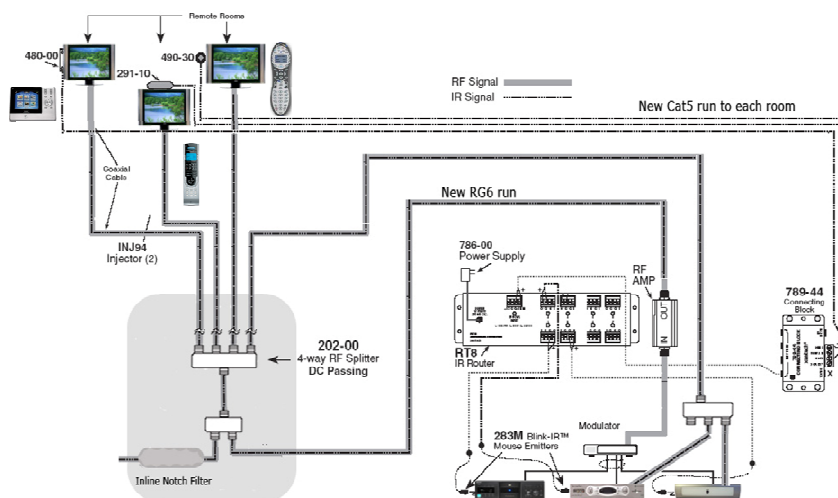 Remote Rooms
480-00
490-30
291-10
RF Signal
IR Signal
New Cat5 run to each room
Coaxial
Cable
New RG6 run
INJ94
Injector (2)
786-00
Power Supply
RF
AMP
OUT
IN
789-44
Connecting
Block
RT8
IR Router
202-00
4-way RF Splitter
DC Passing
283M Blink-IR™
Mouse Emitters
Modulator
Inline Notch Filter